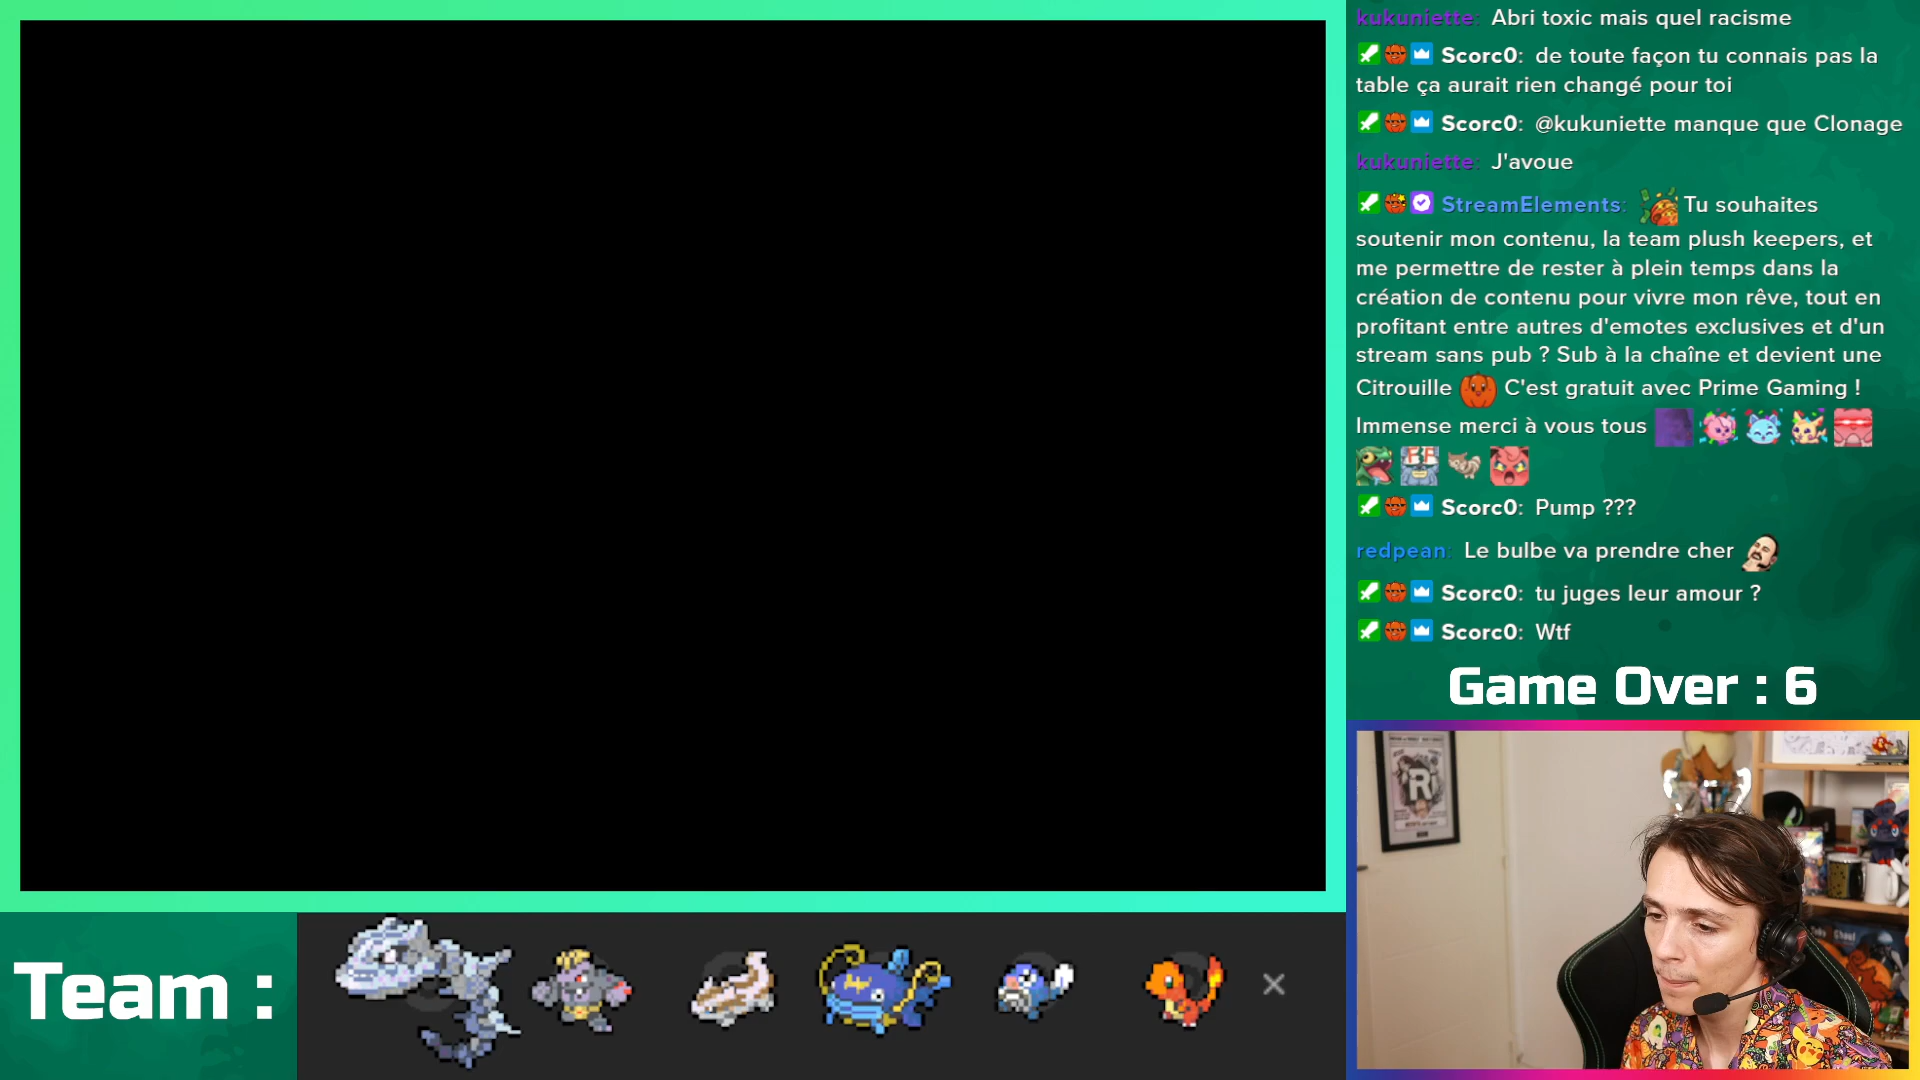 kukuniette: Abri toxic mais quel racisme
Scorc0: de toute façon tu connais pas la
table ça aurait rien changé pour toi
Scorc0: @kukuniette manque que Clonage
kukuniette: J'avoue
StreamElements: Tu souhaites
soutenir mon contenu, la team plush keepers, et
me permettre de rester à plein temps dans la
création de contenu pour vivre mon rêve, tout en
profitant entre autres d'emotes exclusives et d'un
stream sans pub ? Sub à la chaîne et devient une
Citrouille C'est gratuit avec Prime Gaming !
Immense merci à vous tous
Scorc0: Pump ???
redpean: Le bulbe va prendre cher
Scorc0: tu juges leur amour ?
Scorc0: Wtf
Game Over : 6
R
Team :